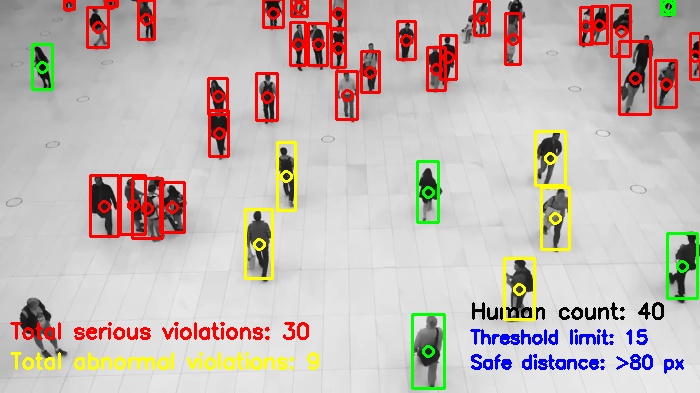 Total serious violations: 30
Total abnormal violations: 9
Human count: 40
Threshold limit: 15
Safe distance: >80 px